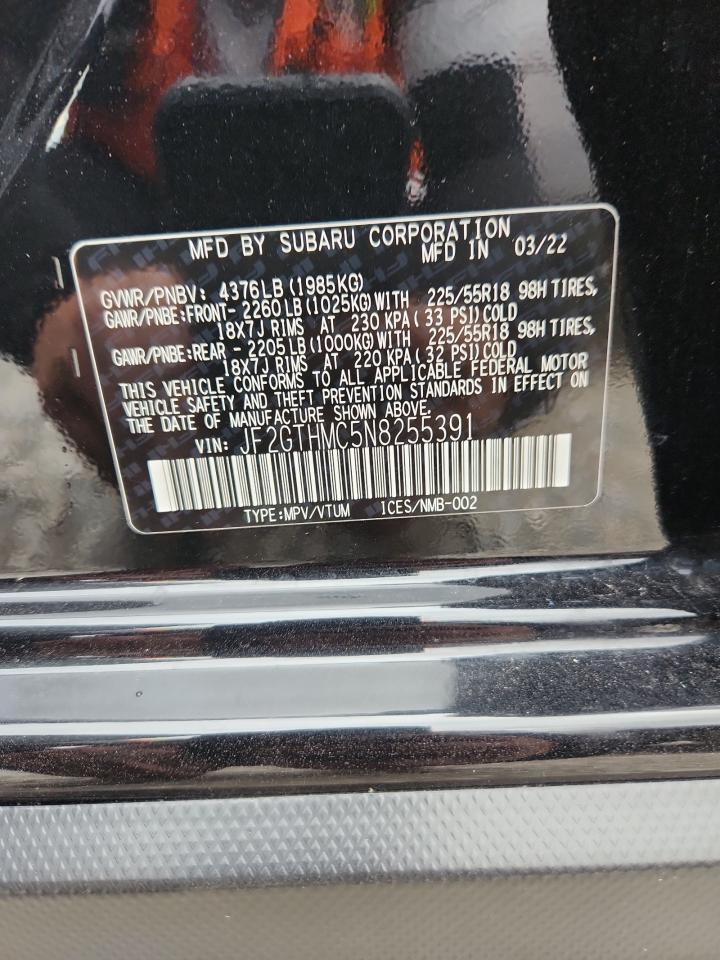 MFD BY SUBARU CORPORATION
MFD IN 03/22
GVWR/PNBV: 4376LB(1985KG)
GAWR/PNBE:FRONT- 2260LB(1025KG)WITH 225/55R18 98H TIRES,
18X7J RIMS AT 230 KPA(33 PSI)COLD
GAWR/PNBE:REAR - 2205LB(1000KG)WITH 225/55R18 98H TIRES,
18X7J RIMS AT 220 KPA(32 PSI)COLD
THIS VEHICLE CONFORMS TO ALL APPLICABLE FEDERAL MOTOR
VEHICLE SAFETY AND THEFT PREVENTION STANDARDS IN EFFECT ON
THE DATE OF MANUFACTURE SHOWN ABOVE.
VIN: JF2GTHMC5N8255391
TYPE:MPV/VTUM ICES/NMB-002